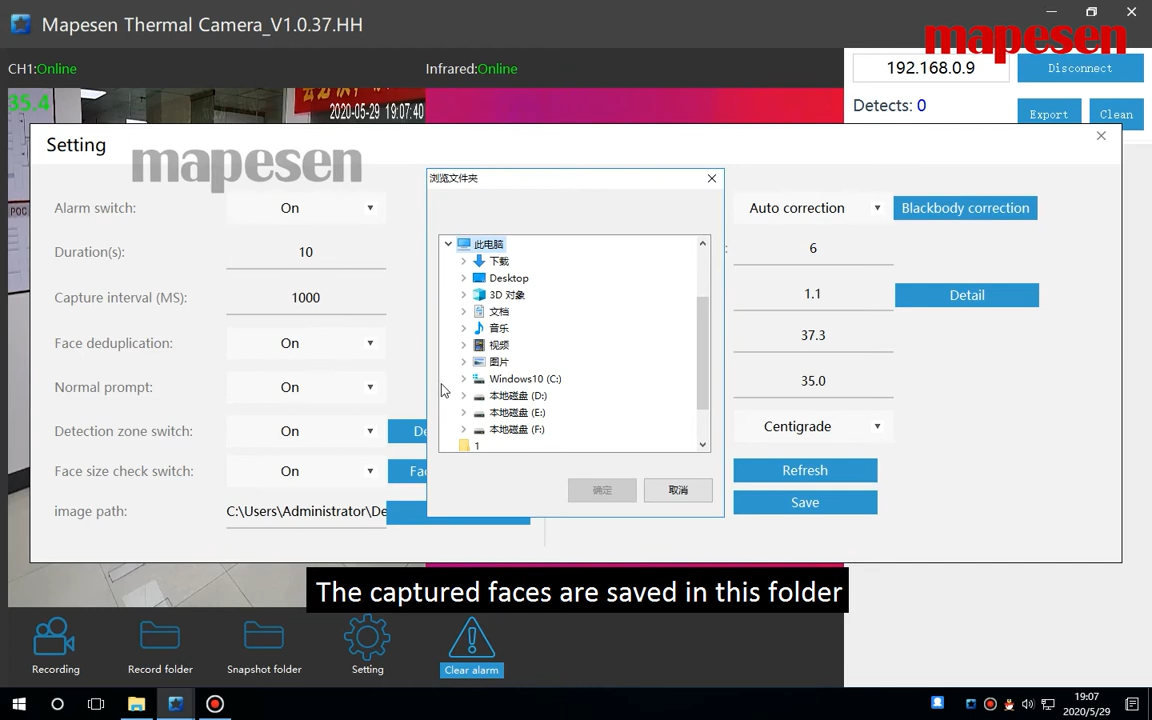 Mapesen Thermal Camera_V1.0.37.HH
mapesen
CH1:Online
Infrared:Online
192.168.0.9
Disconnect
35.4
2020-05-29 19:07:40
Detects: 0
Export
Clean
Setting
mapesen
POC
浏览文件夹
Alarm switch:
On
Duration(s):
10
Capture interval (MS):
1000
Face deduplication:
On
Normal prompt:
On
Detection zone switch:
On
De
Face size check switch:
On
Fac
image path:
C:\Users\Administrator\De
此电脑
下载
Desktop
3D 对象
文档
音乐
视频
图片
Windows10 (C:)
本地磁盘 (D:)
本地磁盘 (E:)
本地磁盘 (F:)
1
确定
取消
Auto correction
Blackbody correction
:
6
1.1
Detail
37.3
35.0
Centigrade
Refresh
Save
The captured faces are saved in this folder
Recording
Record folder
Snapshot folder
Setting
Clear alarm
19:07
2020/5/29